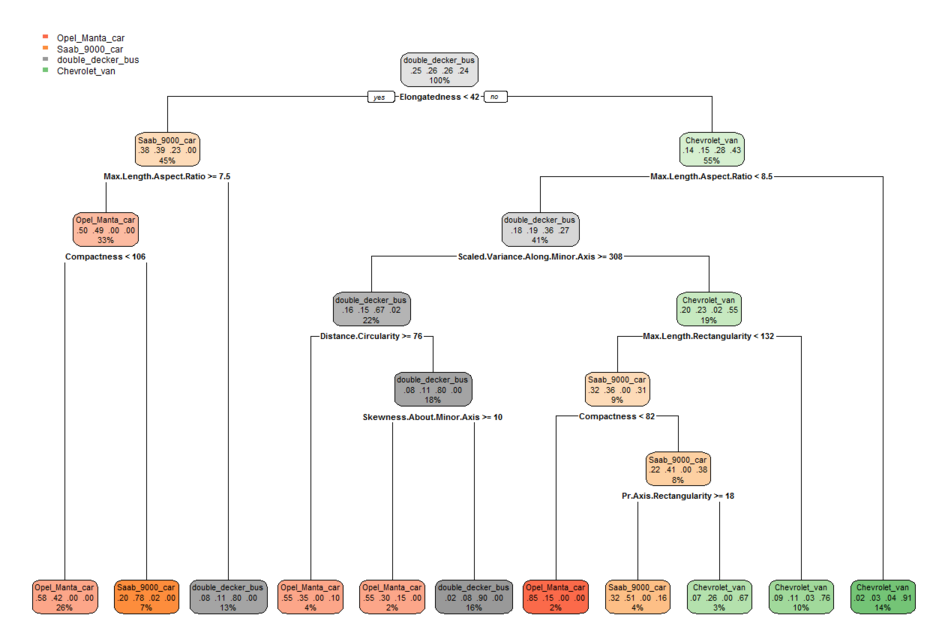 Opel_Manta_car
Saab_9000_car
double_decker_bus
Chevrolet_van
double_decker_bus
.25 .26 .26 .24
100%
yes Elongatedness < 42 no
Saab_9000_car
.38 .39 .23 .00
45%
Chevrolet_van
.14 .15 .28 .43
55%
Max.Length.Aspect.Ratio >= 7.5
Max.Length.Aspect.Ratio < 8.5
Opel_Manta_car
.50 .49 .00 .00
33%
double_decker_bus
.18 .19 .36 .27
41%
Compactness < 106
Scaled.Variance.Along.Minor.Axis >= 308
double_decker_bus
.16 .15 .67 .02
22%
Chevrolet_van
.20 .23 .02 .55
19%
Distance.Circularity >= 76
Max.Length.Rectangularity < 132
double_decker_bus
.08 .11 .80 .00
18%
Saab_9000_car
.32 .36 .00 .31
9%
Skewness.About.Minor.Axis >= 10
Compactness < 82
Saab_9000_car
.22 .41 .00 .38
8%
Pr.Axis.Rectangularity >= 18
Opel_Manta_car
.58 .42 .00 .00
26%
Saab_9000_car
.20 .78 .02 .00
7%
double_decker_bus
.08 .11 .80 .00
13%
Opel_Manta_car
.55 .35 .00 .10
4%
Opel_Manta_car
.55 .30 .15 .00
2%
double_decker_bus
.02 .08 .90 .00
16%
Opel_Manta_car
.85 .15 .00 .00
2%
Saab_9000_car
.32 .51 .00 .16
4%
Chevrolet_van
.07 .26 .00 .67
3%
Chevrolet_van
.09 .11 .03 .76
10%
Chevrolet_van
.02 .03 .04 .91
14%